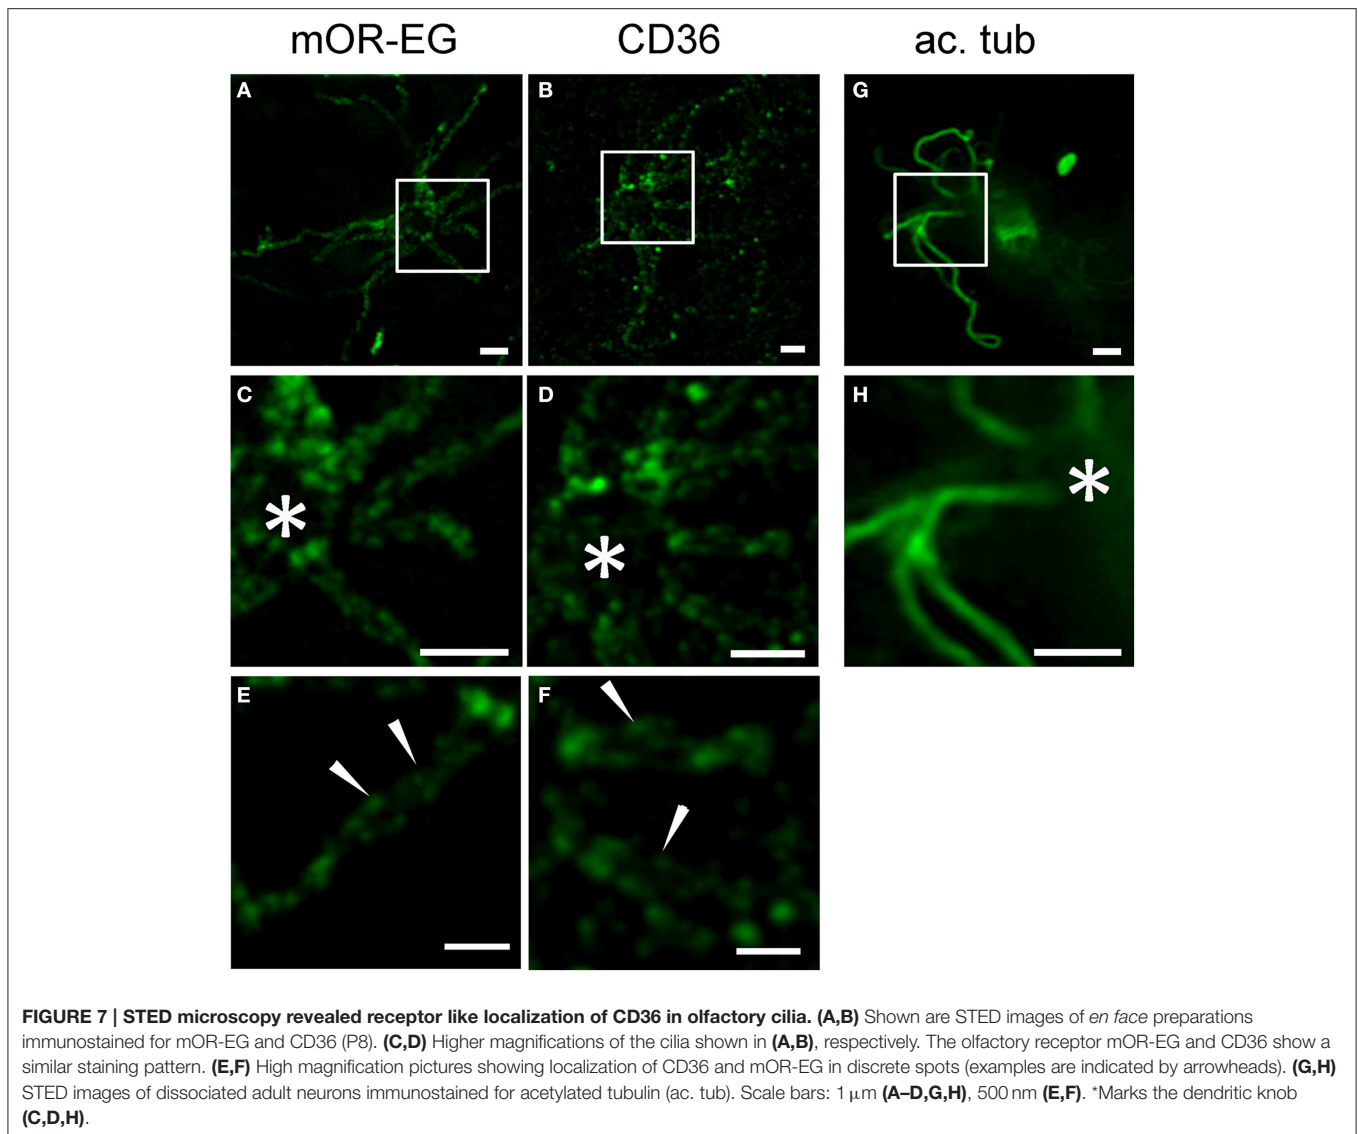 mOR-EG CD36 ac. tub
A B G
C D H
* * *
E F
FIGURE 7 | STED microscopy revealed receptor like localization of CD36 in olfactory cilia. (A,B) Shown are STED images of en face preparations
immunostained for mOR-EG and CD36 (P8). (C,D) Higher magnifications of the cilia shown in (A,B), respectively. The olfactory receptor mOR-EG and CD36 show a
similar staining pattern. (E,F) High magnification pictures showing localization of CD36 and mOR-EG in discrete spots (examples are indicated by arrowheads). (G,H)
STED images of dissociated adult neurons immunostained for acetylated tubulin (ac. tub). Scale bars: 1 μm (A–D,G,H), 500 nm (E,F). *Marks the dendritic knob
(C,D,H).